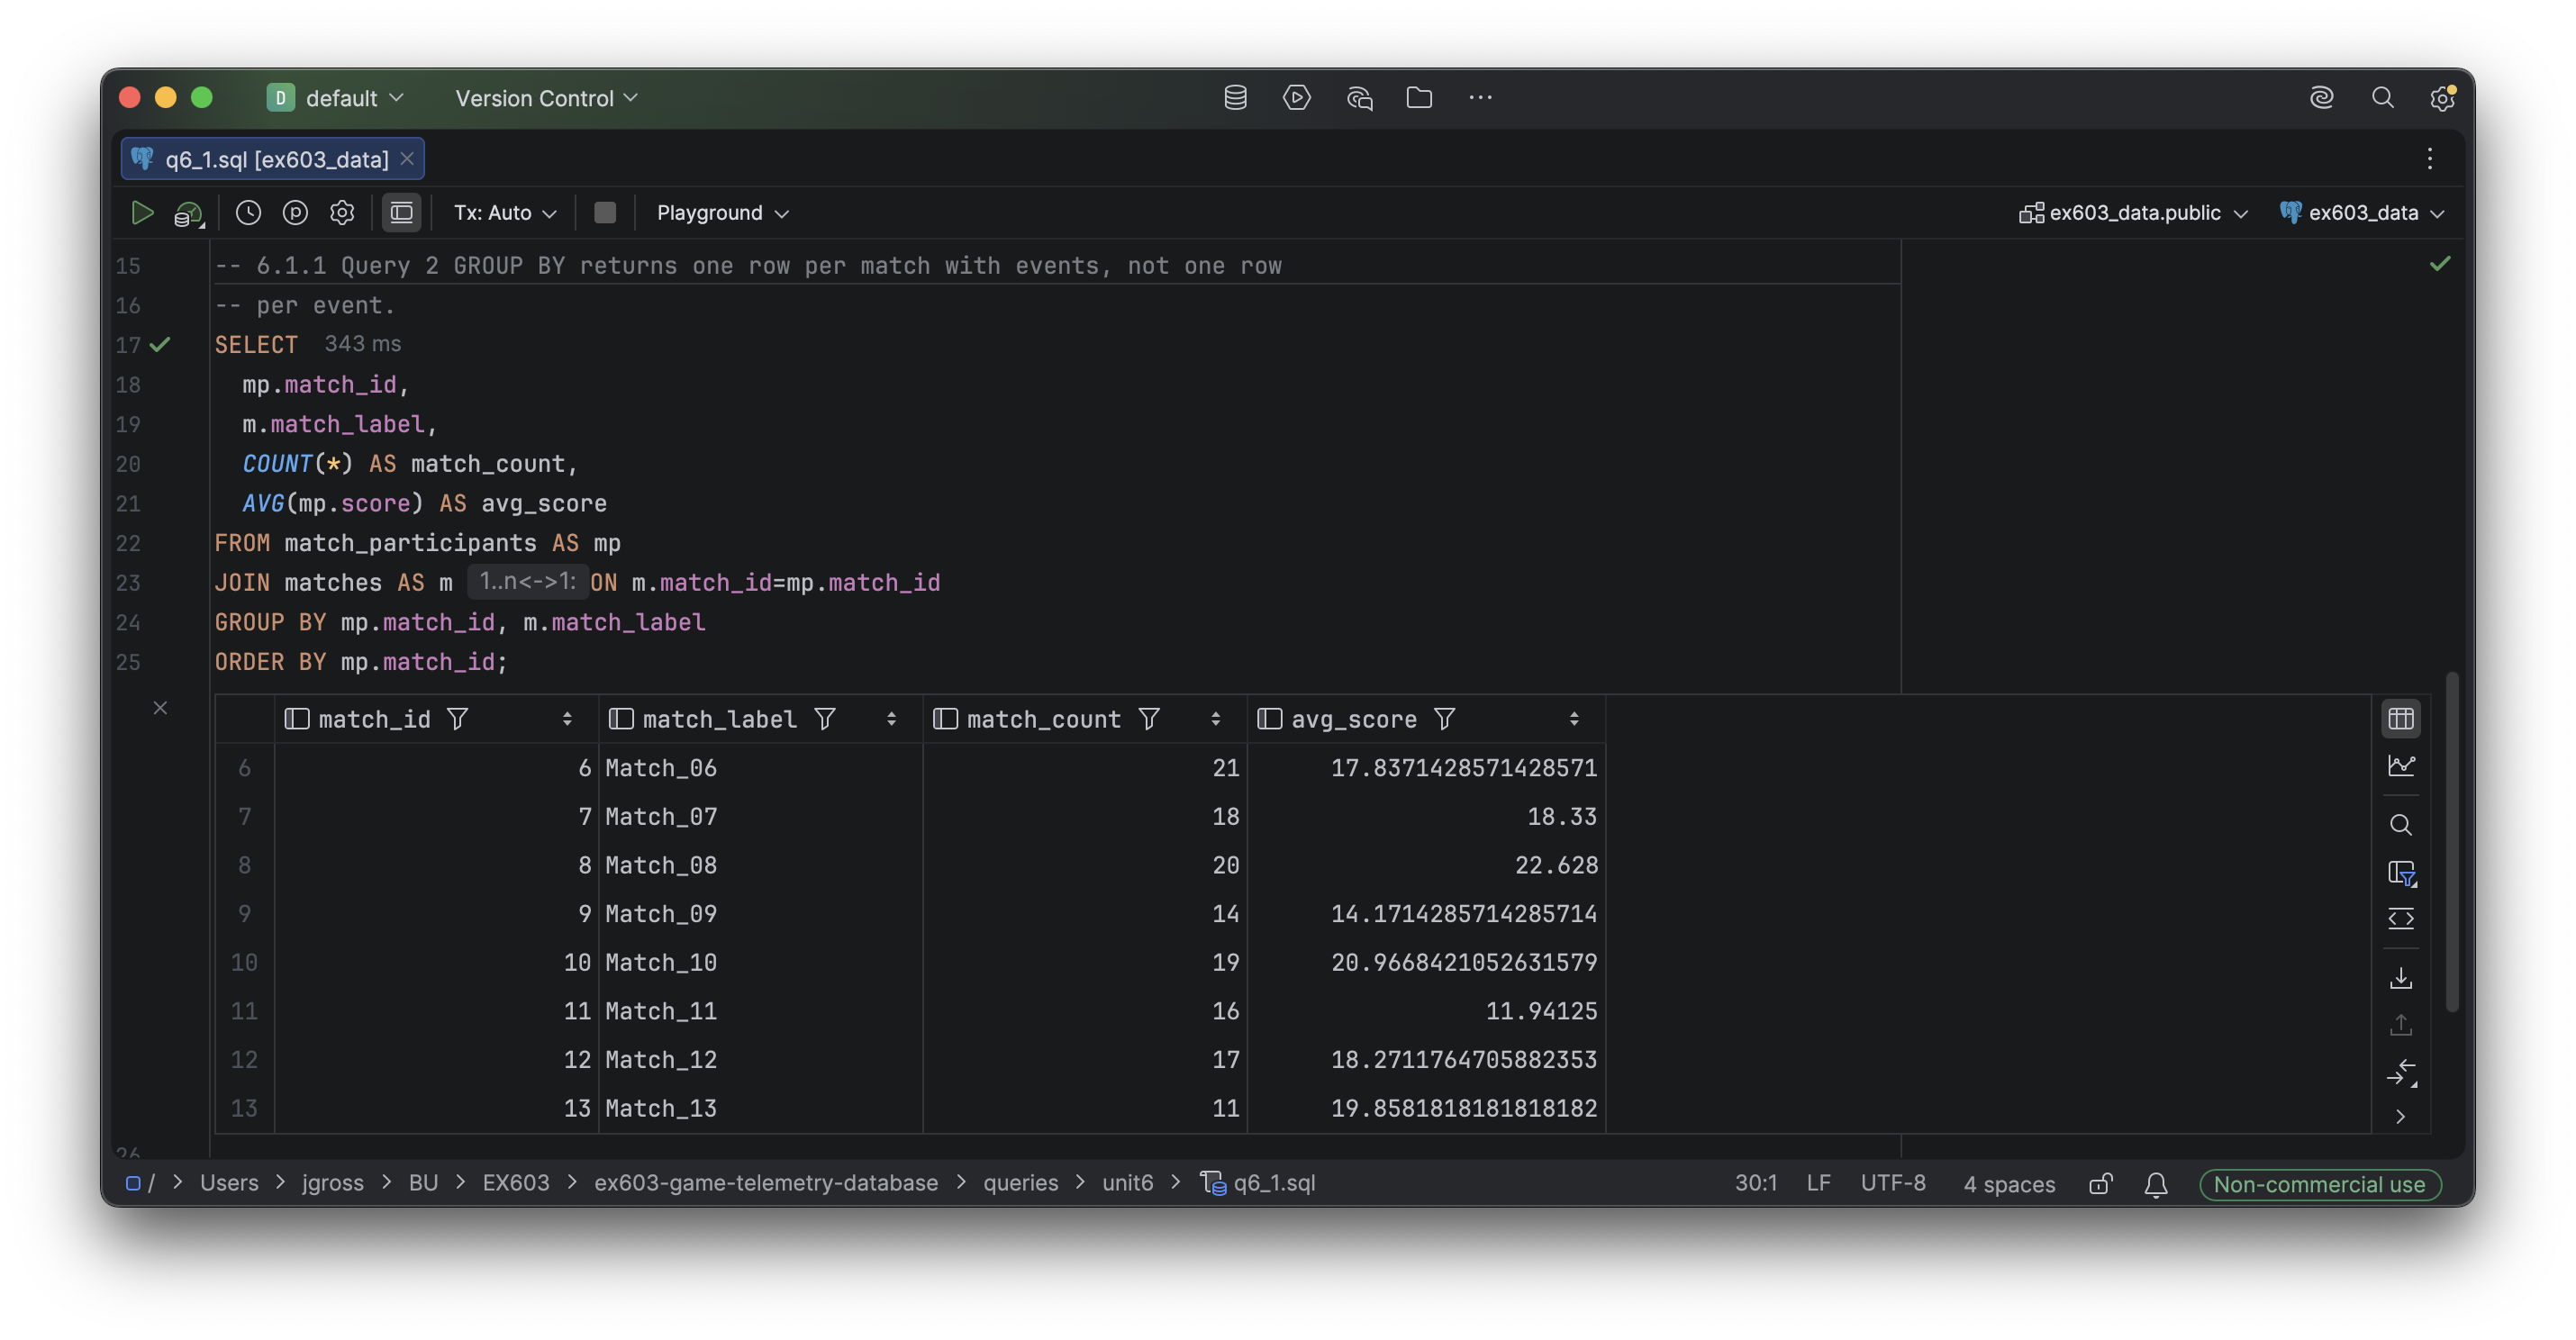 D default Version Control
q6_1.sql [ex603_data]
Tx: Auto Playground ex603_data.public ex603_data
15 -- 6.1.1 Query 2 GROUP BY returns one row per match with events, not one row
16 -- per event.
17 SELECT 343 ms
18 mp.match_id,
19 m.match_label,
20 COUNT(*) AS match_count,
21 AVG(mp.score) AS avg_score
22 FROM match_participants AS mp
23 JOIN matches AS m 1..n<->1: ON m.match_id=mp.match_id
24 GROUP BY mp.match_id, m.match_label
25 ORDER BY mp.match_id;
match_id match_label match_count avg_score
6 6 Match_06 21 17.8371428571428571
7 7 Match_07 18 18.33
8 8 Match_08 20 22.628
9 9 Match_09 14 14.1714285714285714
10 10 Match_10 19 20.9668421052631579
11 11 Match_11 16 11.94125
12 12 Match_12 17 18.2711764705882353
13 13 Match_13 11 19.8581818181818182
26
/ > Users > jgross > BU > EX603 > ex603-game-telemetry-database > queries > unit6 > q6_1.sql 30:1 LF UTF-8 4 spaces Non-commercial use